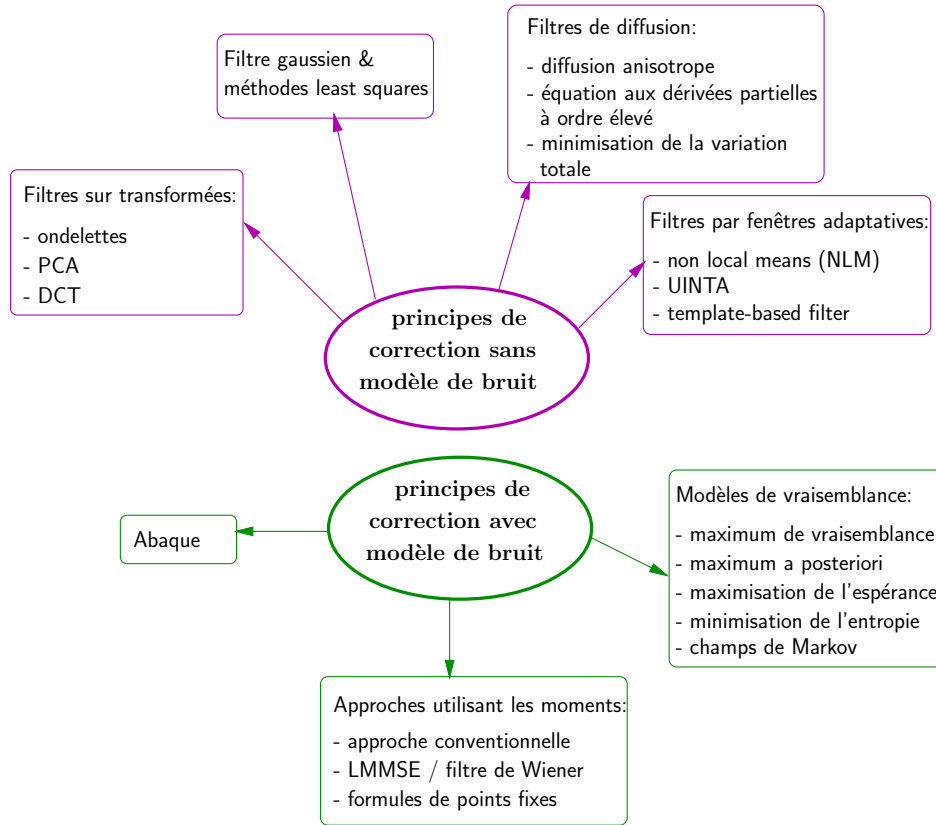 Filtres de diffusion:
- diffusion anisotrope
- équation aux dérivées partielles
à ordre élevé
- minimisation de la variation
totale
Filtre gaussien &
méthodes least squares
Filtres sur transformées:
- ondelettes
- PCA
- DCT
Filtres par fenêtres adaptatives:
- non local means (NLM)
- UINTA
- template-based filter
principes de
correction sans
modèle de bruit
principes de
correction avec
modèle de bruit
Abaque
Modèles de vraisemblance:
- maximum de vraisemblance
- maximum a posteriori
- maximisation de l'espérance
- minimisation de l'entropie
- champs de Markov
Approches utilisant les moments:
- approche conventionnelle
- LMMSE / filtre de Wiener
- formules de points fixes